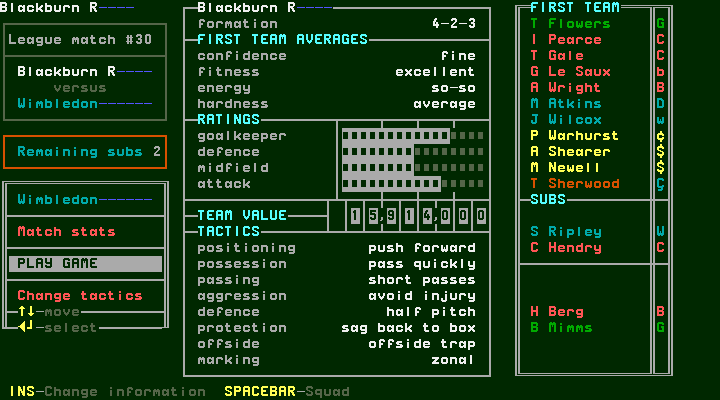 Blackburn R
League match #30
Blackburn R
versus
Wimbledon
Remaining subs 2
Wimbledon
Match stats
PLAY GAME
Change tactics
↑↓-move
←┘-select
Blackburn R
formation 4-2-3
FIRST TEAM AVERAGES
confidence fine
fitness excellent
energy so-so
hardness average
RATINGS
goalkeeper
defence
midfield
attack
TEAM VALUE 15,914,000
TACTICS
positioning push forward
possession pass quickly
passing short passes
aggression avoid injury
defence half pitch
protection sag back to box
offside offside trap
marking zonal
FIRST TEAM
T Flowers G
I Pearce C
T Gale C
G Le Saux b
A Wright B
M Atkins D
J Wilcox w
P Warhurst ¢
A Shearer $
M Newell $
T Sherwood Ç
SUBS
S Ripley W
C Hendry C
H Berg B
B Mimms G
INS-Change information SPACEBAR-Squad